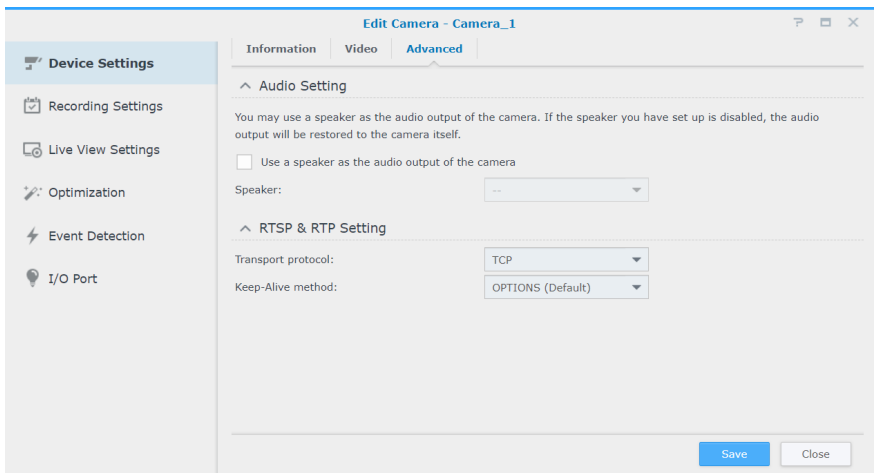 Edit Camera - Camera_1
?
Device Settings
Recording Settings
Live View Settings
Optimization
Event Detection
I/O Port
Information Video Advanced
Audio Setting
You may use a speaker as the audio output of the camera. If the speaker you have set up is disabled, the audio
output will be restored to the camera itself.
Use a speaker as the audio output of the camera
Speaker: --
RTSP & RTP Setting
Transport protocol: TCP
Keep-Alive method: OPTIONS (Default)
Save Close